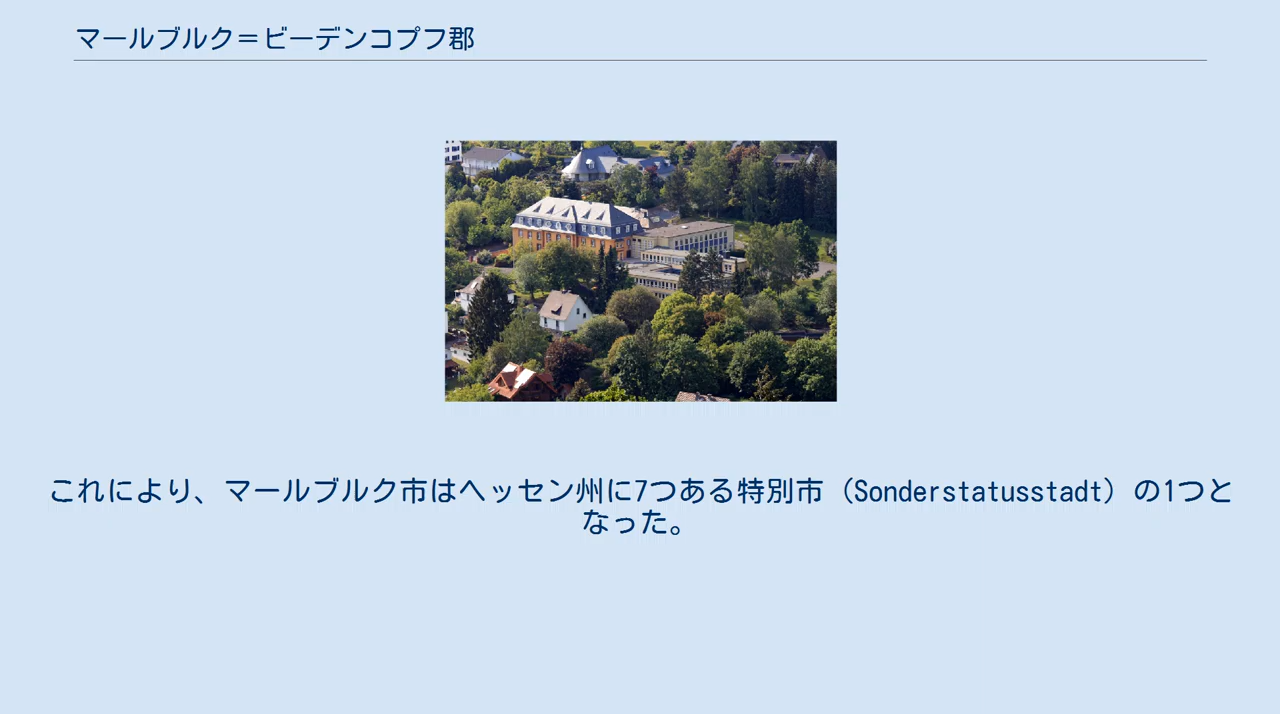 マールブルク＝ビーデンコプフ郡
これにより、マールブルク市はヘッセン州に7つある特別市（Sonderstatusstadt）の1つと
なった。